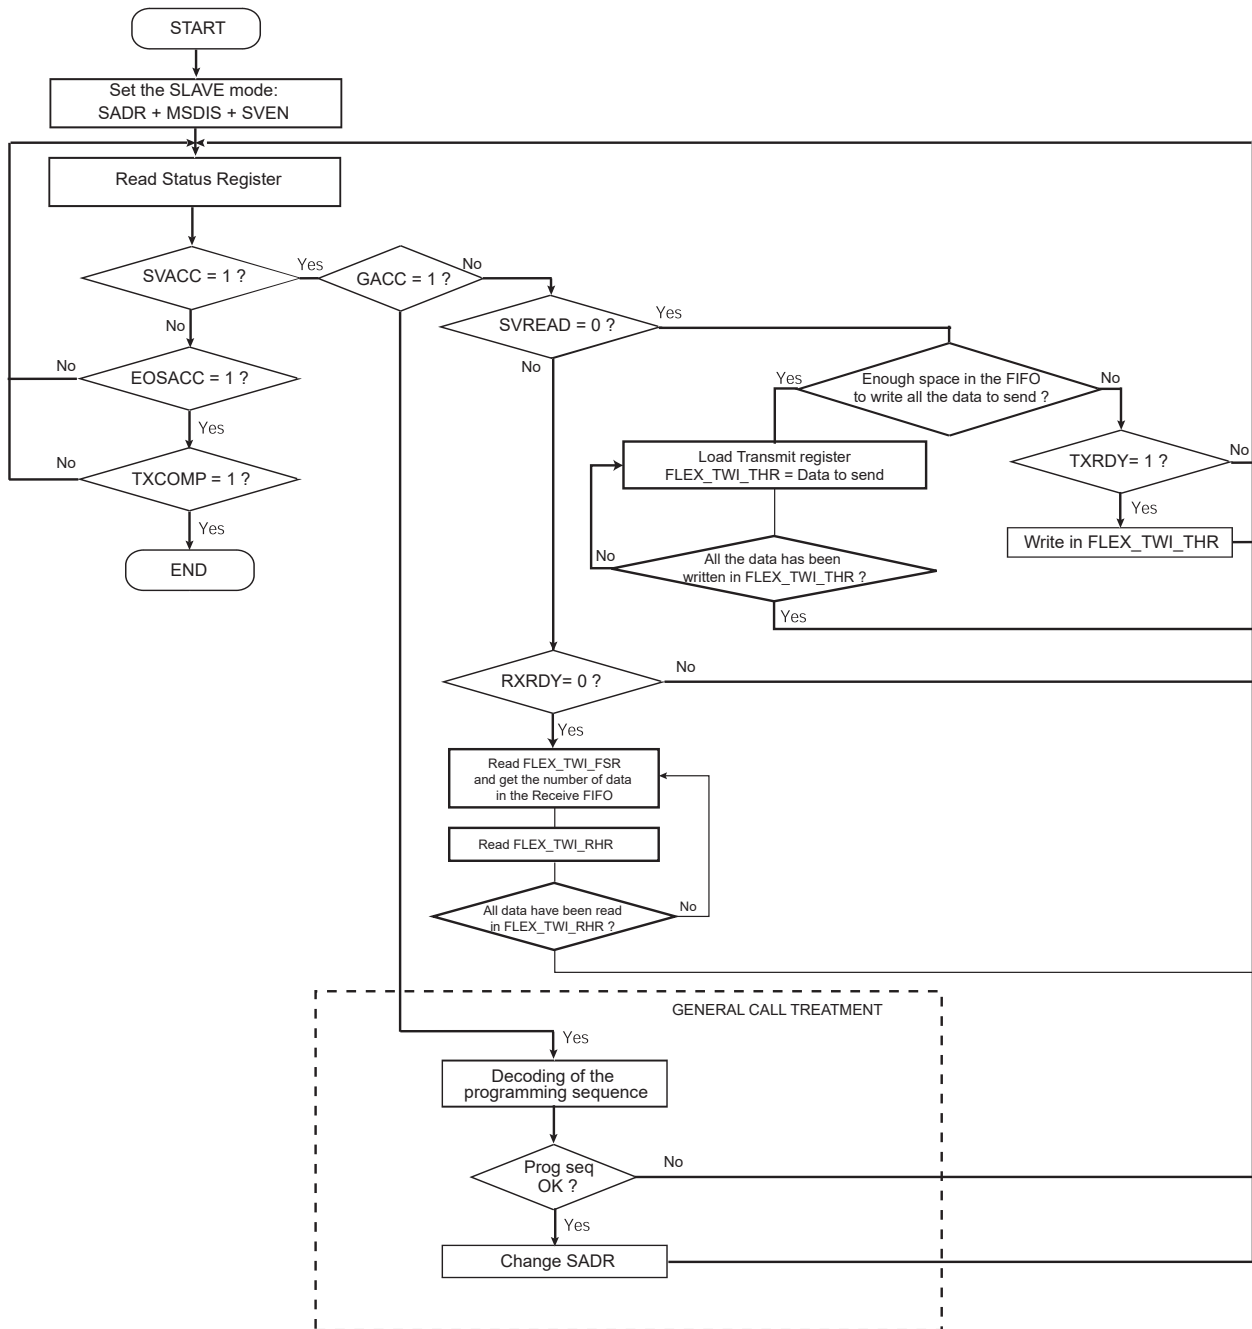 START
Set the SLAVE mode:
SADR + MSDIS + SVEN
Read Status Register
SVACC = 1 ?
Yes
GACC = 1 ?
No
SVREAD = 0 ?
Yes
No
No
EOSACC = 1 ?
No
Yes
Enough space in the FIFO
to write all the data to send ?
Yes
No
TXCOMP = 1 ?
No
Yes
END
Load Transmit register
FLEX_TWI_THR = Data to send
TXRDY= 1 ?
No
Yes
Write in FLEX_TWI_THR
All the data has been
written in FLEX_TWI_THR ?
No
Yes
RXRDY= 0 ?
No
Yes
Read FLEX_TWI_FSR
and get the number of data
in the Receive FIFO
Read FLEX_TWI_RHR
All data have been read
in FLEX_TWI_RHR ?
No
GENERAL CALL TREATMENT
Yes
Decoding of the
programming sequence
Prog seq
OK ?
No
Yes
Change SADR